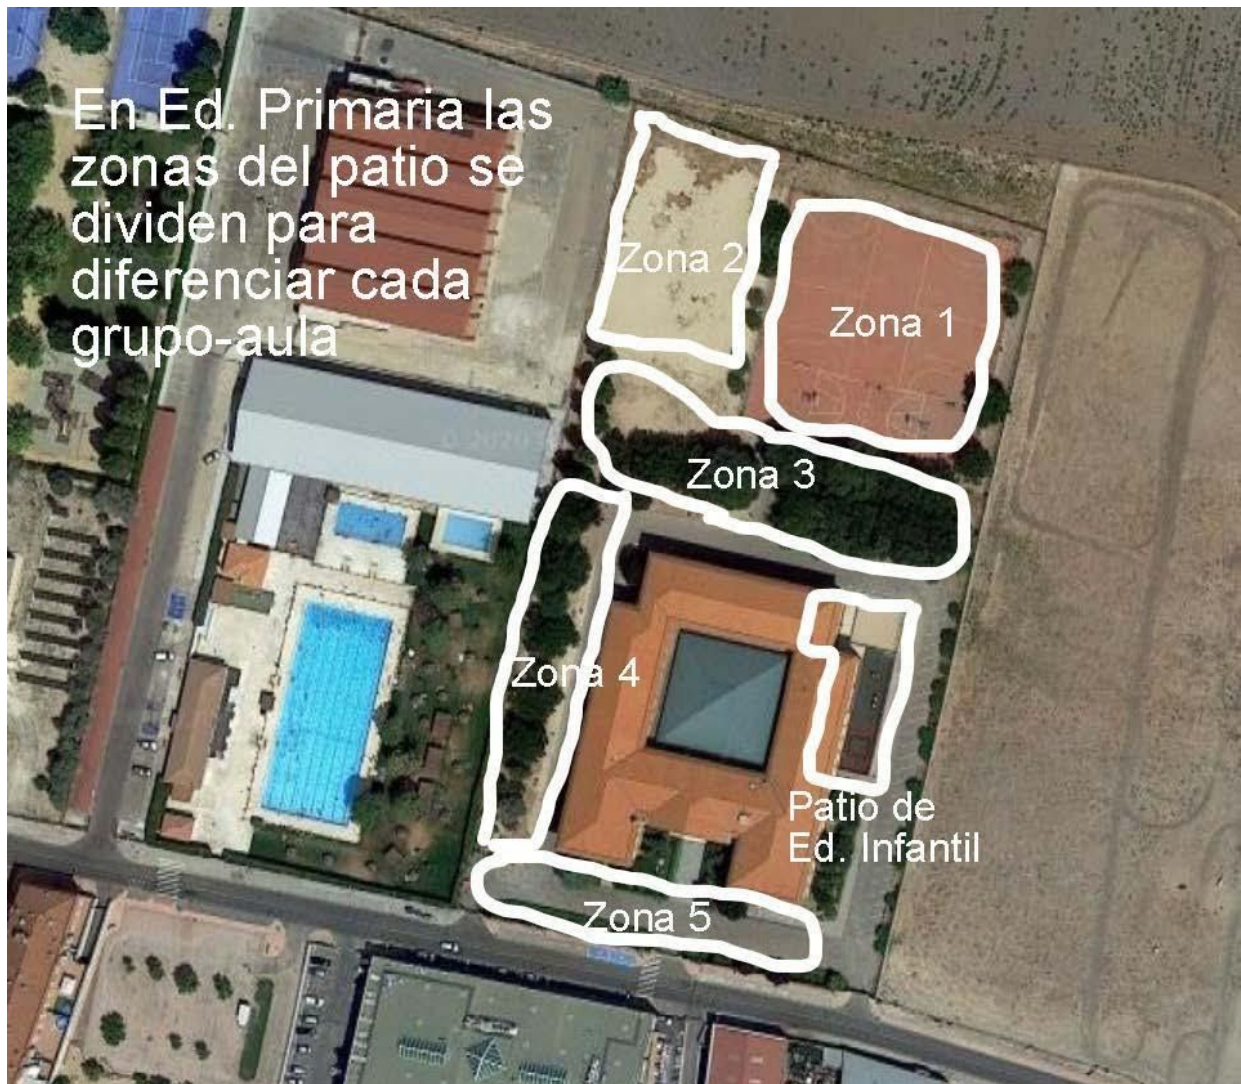 En Ed. Primaria las
zonas del patio se
dividen para
diferenciar cada
grupo-aula
Zona 2
Zona 1
Zona 3
Zona 4
Patio de
Ed. Infantil
Zona 5